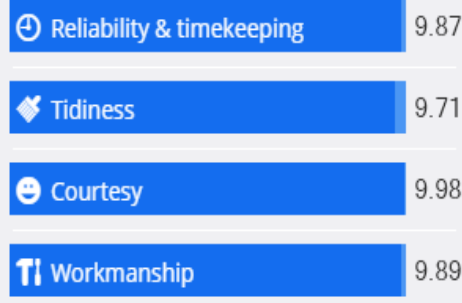 Reliability & timekeeping 9.87
Tidiness 9.71
Courtesy 9.98
Workmanship 9.89